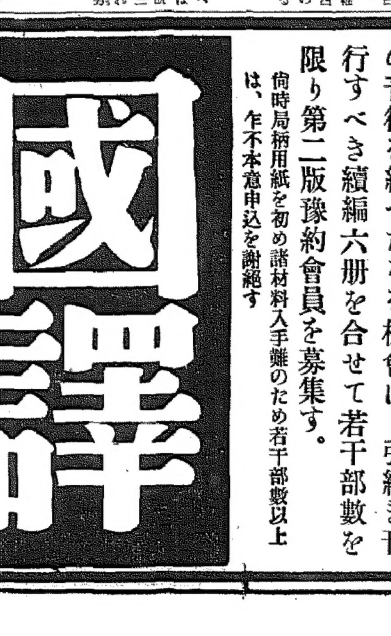 行すべき續編六册を合せて若干部數を
限り第二版豫約會員を募集す。
尙時局柄用紙を初め諸材料入手難のため若干部數以上
は、乍不本意申込を謝絕す
國譯